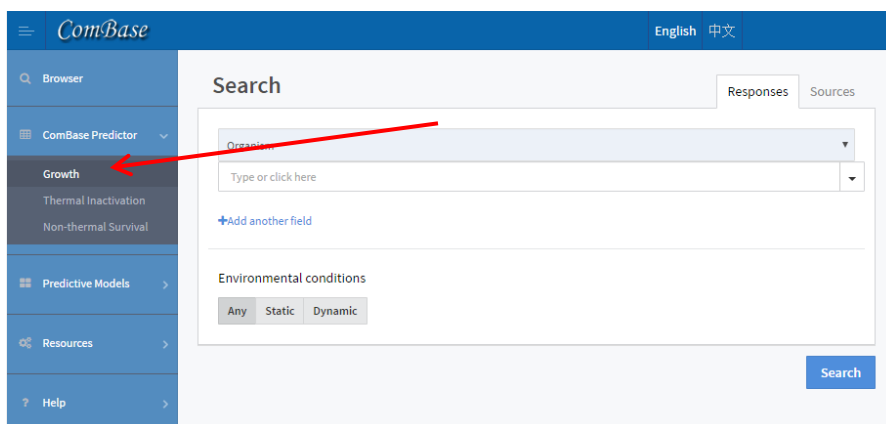 ComBase
English 中文
Browser
ComBase Predictor
Growth
Thermal Inactivation
Non-thermal Survival
Predictive Models
Resources
? Help
Search
Responses Sources
Organism
Type or click here
+Add another field
Environmental conditions
Any Static Dynamic
Search